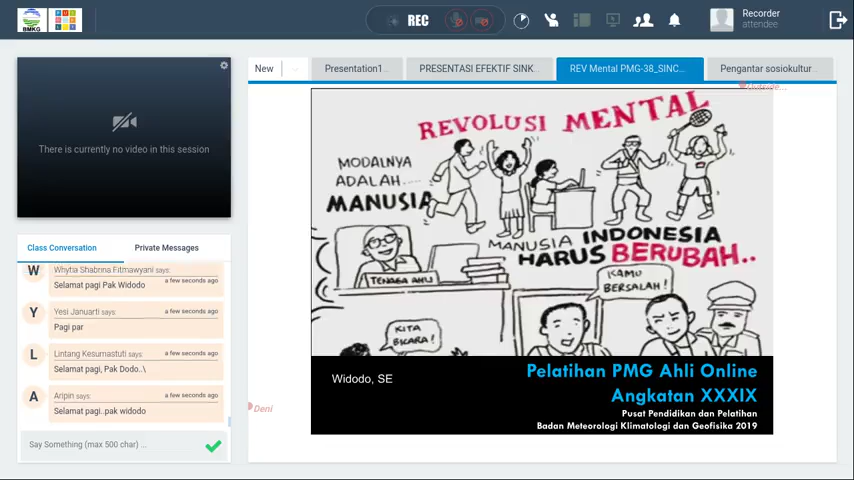 BMKG
REC
Recorder
attendee
There is currently no video in this session
New
Presentation1..
PRESENTASI EFEKTIF SINK...
REV Mental PMG-38_SINC...
Pengantar sosiokultur...
REVOLUSI MENTAL
MODALNYA
ADALAH....
MANUSIA
MANUSIA INDONESIA
HARUS BERUBAH..
TENAGA AHLI
KAMU
BERSALAH!
KITA
BICARA!
Widodo, SE
Pelatihan PMG Ahli Online
Angkatan XXXIX
Pusat Pendidikan dan Pelatihan
Badan Meteorologi Klimatologi dan Geofisika 2019
Deni
Class Conversation
Private Messages
W
Whytia Shabrina Fitmawyani says:
Selamat pagi Pak Widodo
a few seconds ago
Y
Yesi Januarti says:
a few seconds ago
Pagi par
L
Lintang Kesumastuti says:
a few seconds ago
Selamat pagi, Pak Dodo..\
A
Aripin says:
a few seconds ago
Selamat pagi..pak widodo
Say Something (max 500 char) ...